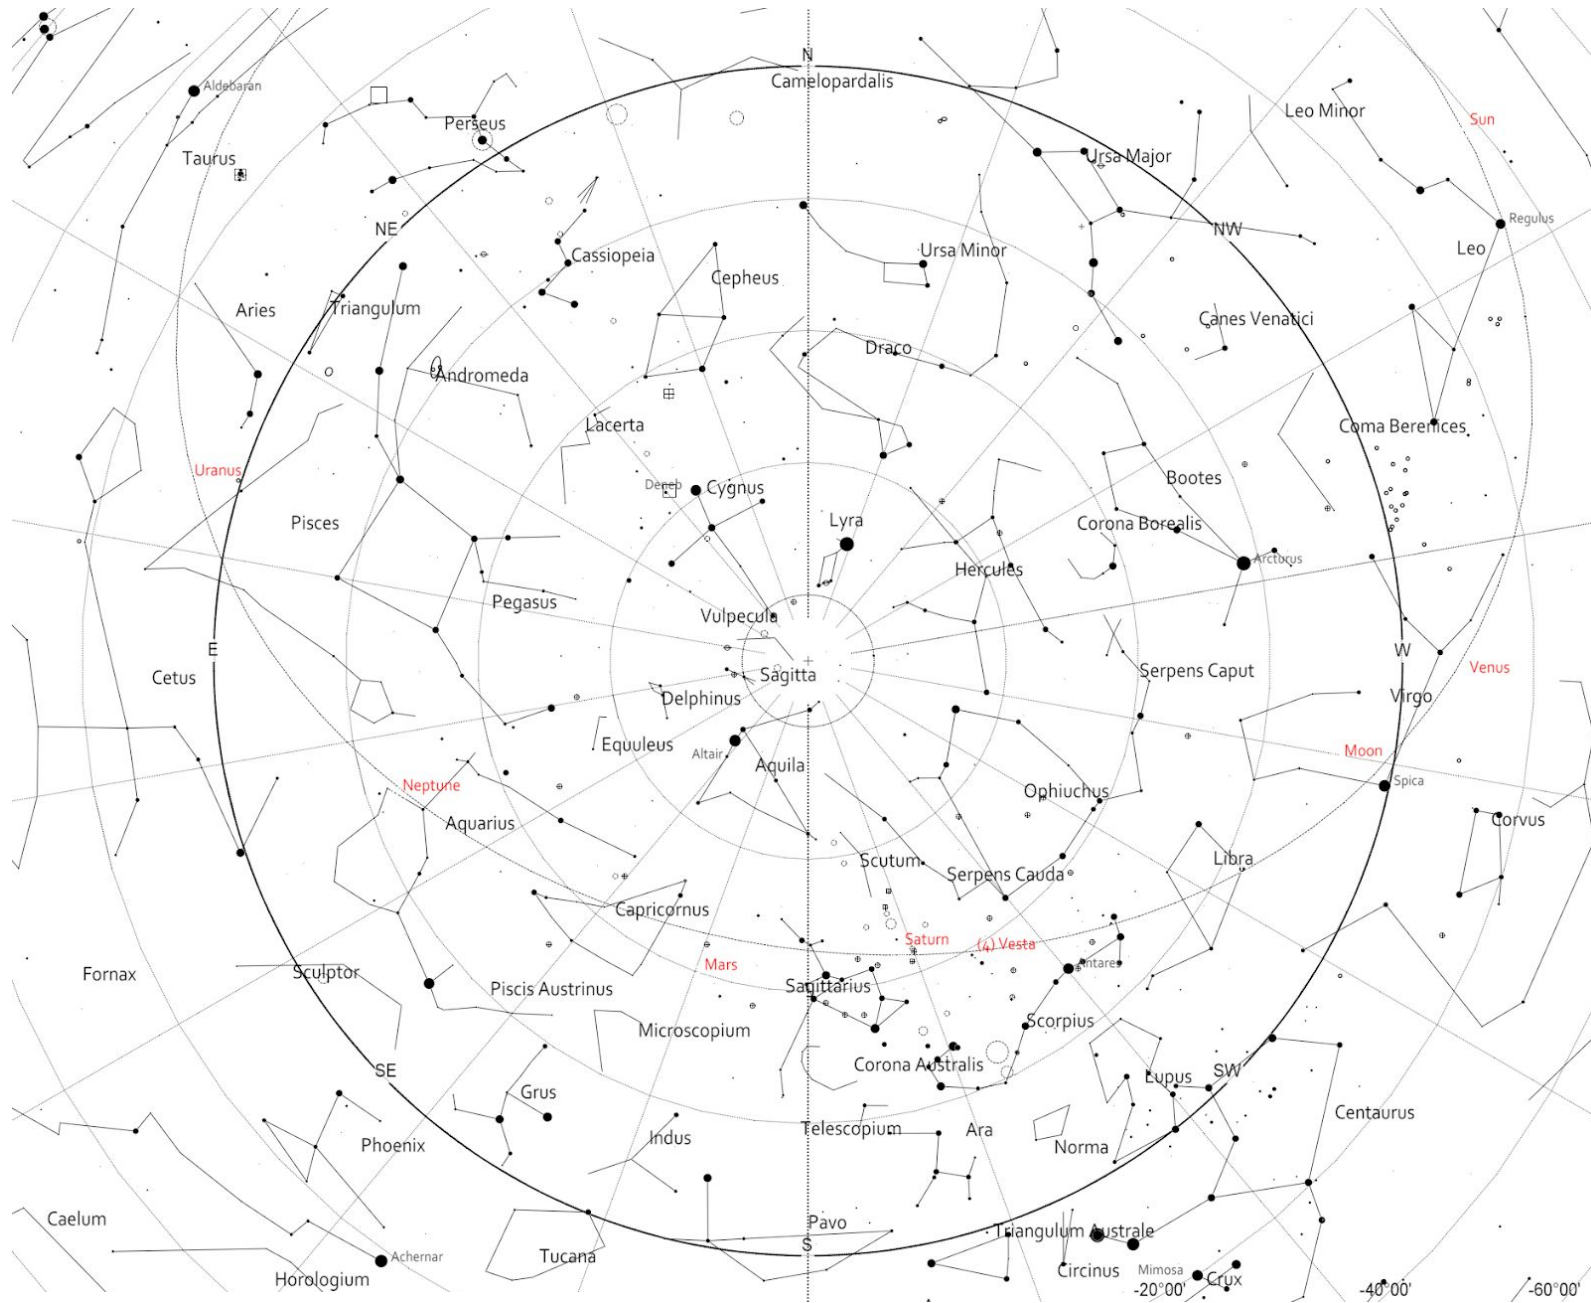 N
Camelopardalis
Aldebaran
Leo Minor
Sun
Perseus
Taurus
Ursa Major
Regulus
NE
NW
Leo
Cassiopeia
Ursa Minor
Cepheus
Aries
Triangulum
Canes Venatici
Draco
Andromeda
Lacerta
Coma Berenices
Uranus
Deneb
Cygnus
Bootes
Pisces
Lyra
Corona Borealis
Arcturus
Hercules
Pegasus
Vulpecula
E
W
Cetus
Sagitta
Serpens Caput
Venus
Delphinus
Virgo
Equuleus
Altair
Moon
Aquila
Neptune
Ophiuchus
Spica
Aquarius
Corvus
Scutum
Libra
Serpens Cauda
Capricornus
Saturn
(4) Vesta
Mars
Antares
Fornax
Sculptor
Piscis Austrinus
Sagittarius
Microscopium
Scorpius
Corona Australis
SE
Lupus
SW
Grus
Centaurus
Phoenix
Indus
Telescopium
Ara
Norma
Caelum
Pavo
Triangulum Australe
S
Tucana
Achernar
Horologium
Circinus
Mimosa
Crux
-20°00'
-40°00'
-60°00'